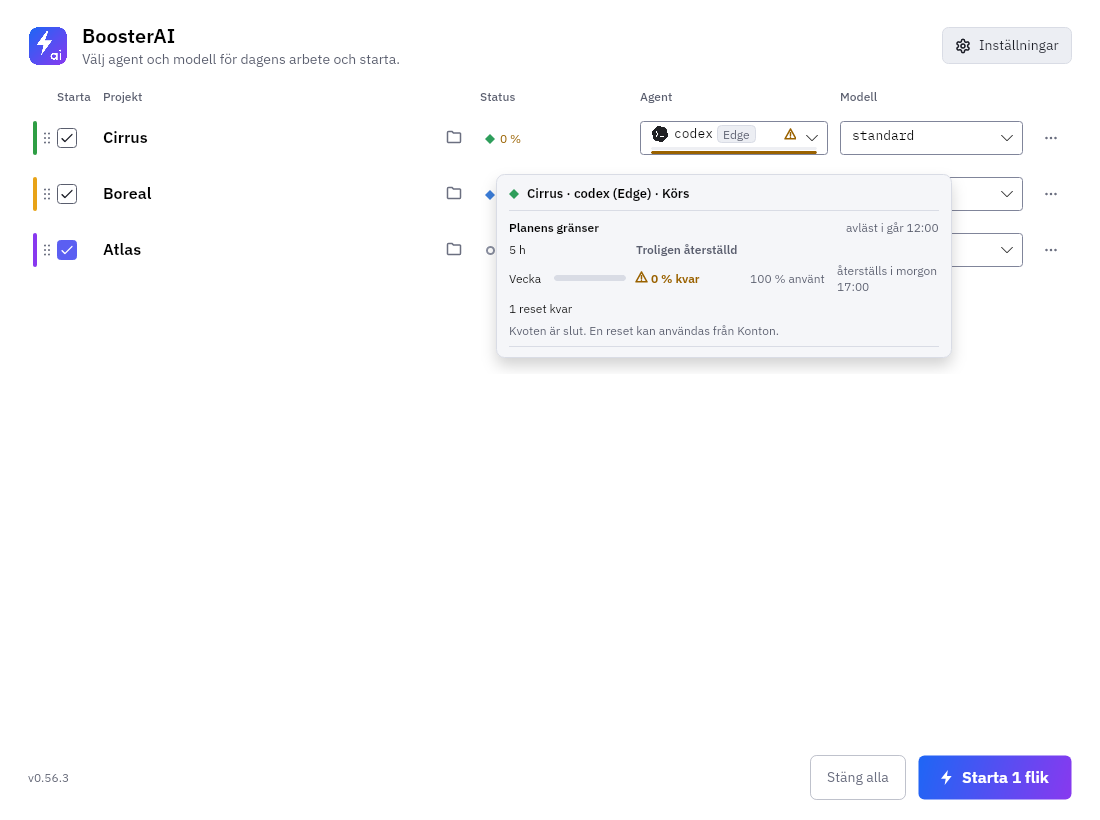 ai
BoosterAI
Välj agent och modell för dagens arbete och starta.
Inställningar
Starta Projekt Status Agent Modell
Cirrus 0 % codex Edge standard
Boreal
Atlas
Cirrus · codex (Edge) · Körs
Planens gränser avläst i går 12:00
5 h Troligen återställd
Vecka 0 % kvar 100 % använt återställs i morgon
17:00
1 reset kvar
Kvoten är slut. En reset kan användas från Konton.
v0.56.3 Stäng alla Starta 1 flik